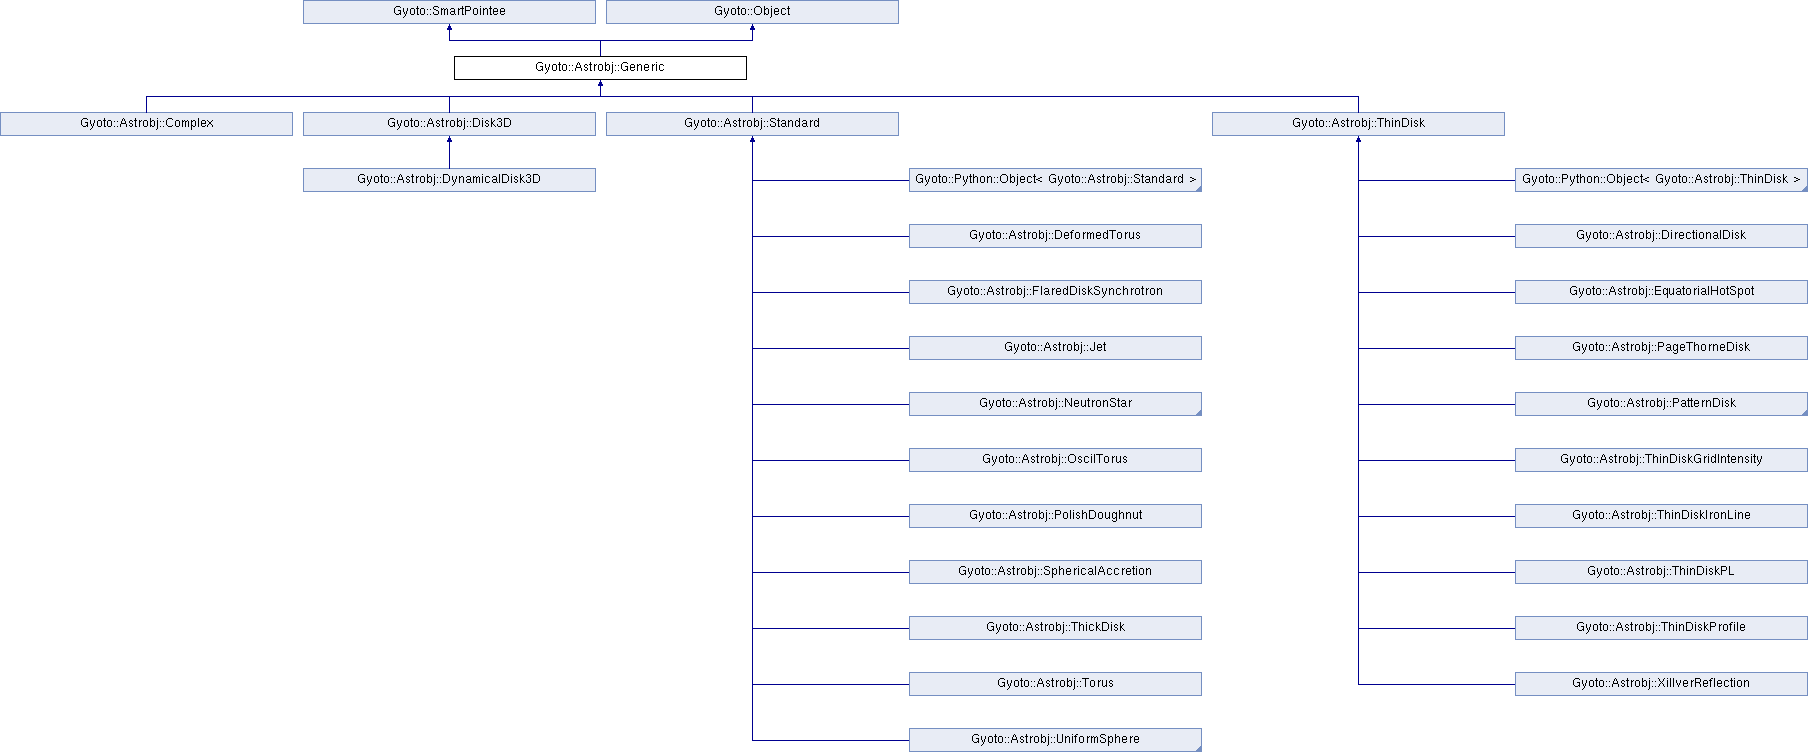 Gyoto::SmartPointee
Gyoto::Object
Gyoto::Astrobj::Generic
Gyoto::Astrobj::Complex
Gyoto::Astrobj::Disk3D
Gyoto::Astrobj::Standard
Gyoto::Astrobj::ThinDisk
Gyoto::Astrobj::DynamicalDisk3D
Gyoto::Python::Object< Gyoto::Astrobj::Standard >
Gyoto::Python::Object< Gyoto::Astrobj::ThinDisk >
Gyoto::Astrobj::DeformedTorus
Gyoto::Astrobj::DirectionalDisk
Gyoto::Astrobj::FlaredDiskSynchrotron
Gyoto::Astrobj::EquatorialHotSpot
Gyoto::Astrobj::Jet
Gyoto::Astrobj::PageThorneDisk
Gyoto::Astrobj::NeutronStar
Gyoto::Astrobj::PatternDisk
Gyoto::Astrobj::OscilTorus
Gyoto::Astrobj::ThinDiskGridIntensity
Gyoto::Astrobj::PolishDoughnut
Gyoto::Astrobj::ThinDiskIronLine
Gyoto::Astrobj::SphericalAccretion
Gyoto::Astrobj::ThinDiskPL
Gyoto::Astrobj::ThickDisk
Gyoto::Astrobj::ThinDiskProfile
Gyoto::Astrobj::Torus
Gyoto::Astrobj::XillverReflection
Gyoto::Astrobj::UniformSphere